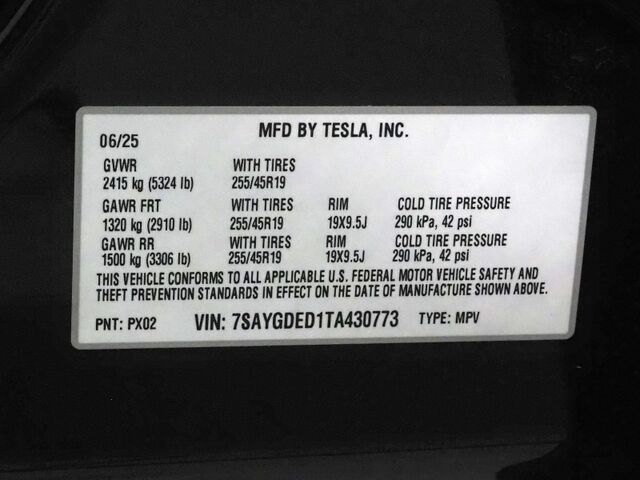 06/25 MFD BY TESLA, INC.
GVWR WITH TIRES
2415 kg (5324 lb) 255/45R19
GAWR FRT WITH TIRES RIM COLD TIRE PRESSURE
1320 kg (2910 lb) 255/45R19 19X9.5J 290 kPa, 42 psi
GAWR RR WITH TIRES RIM COLD TIRE PRESSURE
1500 kg (3306 lb) 255/45R19 19X9.5J 290 kPa, 42 psi
THIS VEHICLE CONFORMS TO ALL APPLICABLE U.S. FEDERAL MOTOR VEHICLE SAFETY AND
THEFT PREVENTION STANDARDS IN EFFECT ON THE DATE OF MANUFACTURE SHOWN ABOVE.
PNT: PX02 VIN: 7SAYGDED1TA430773 TYPE: MPV